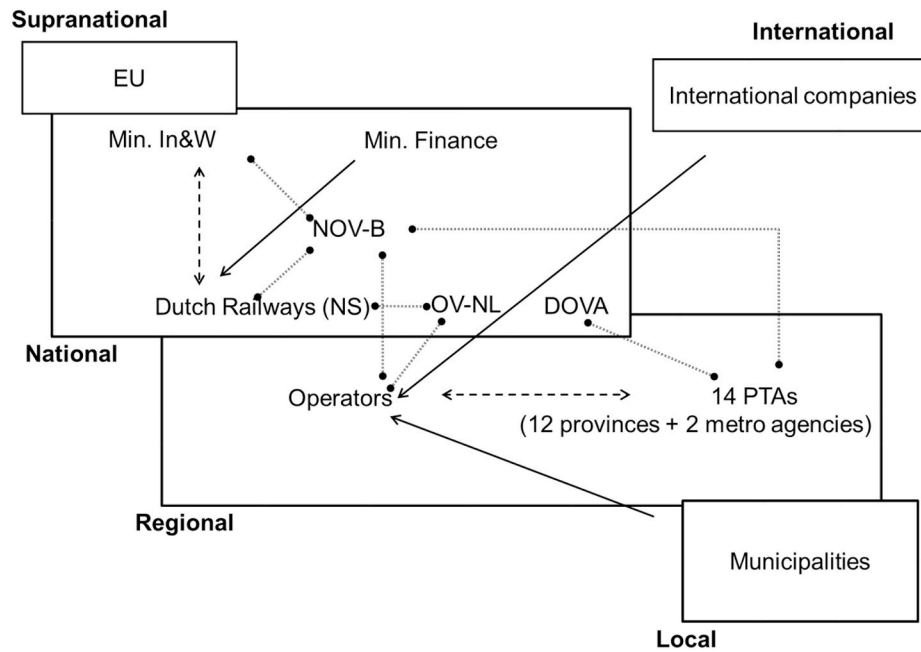 Supranational
International
EU
International companies
Min. In&W
Min. Finance
NOV-B
Dutch Railways (NS)
OV-NL
DOVA
National
Operators
14 PTAs
(12 provinces + 2 metro agencies)
Regional
Municipalities
Local